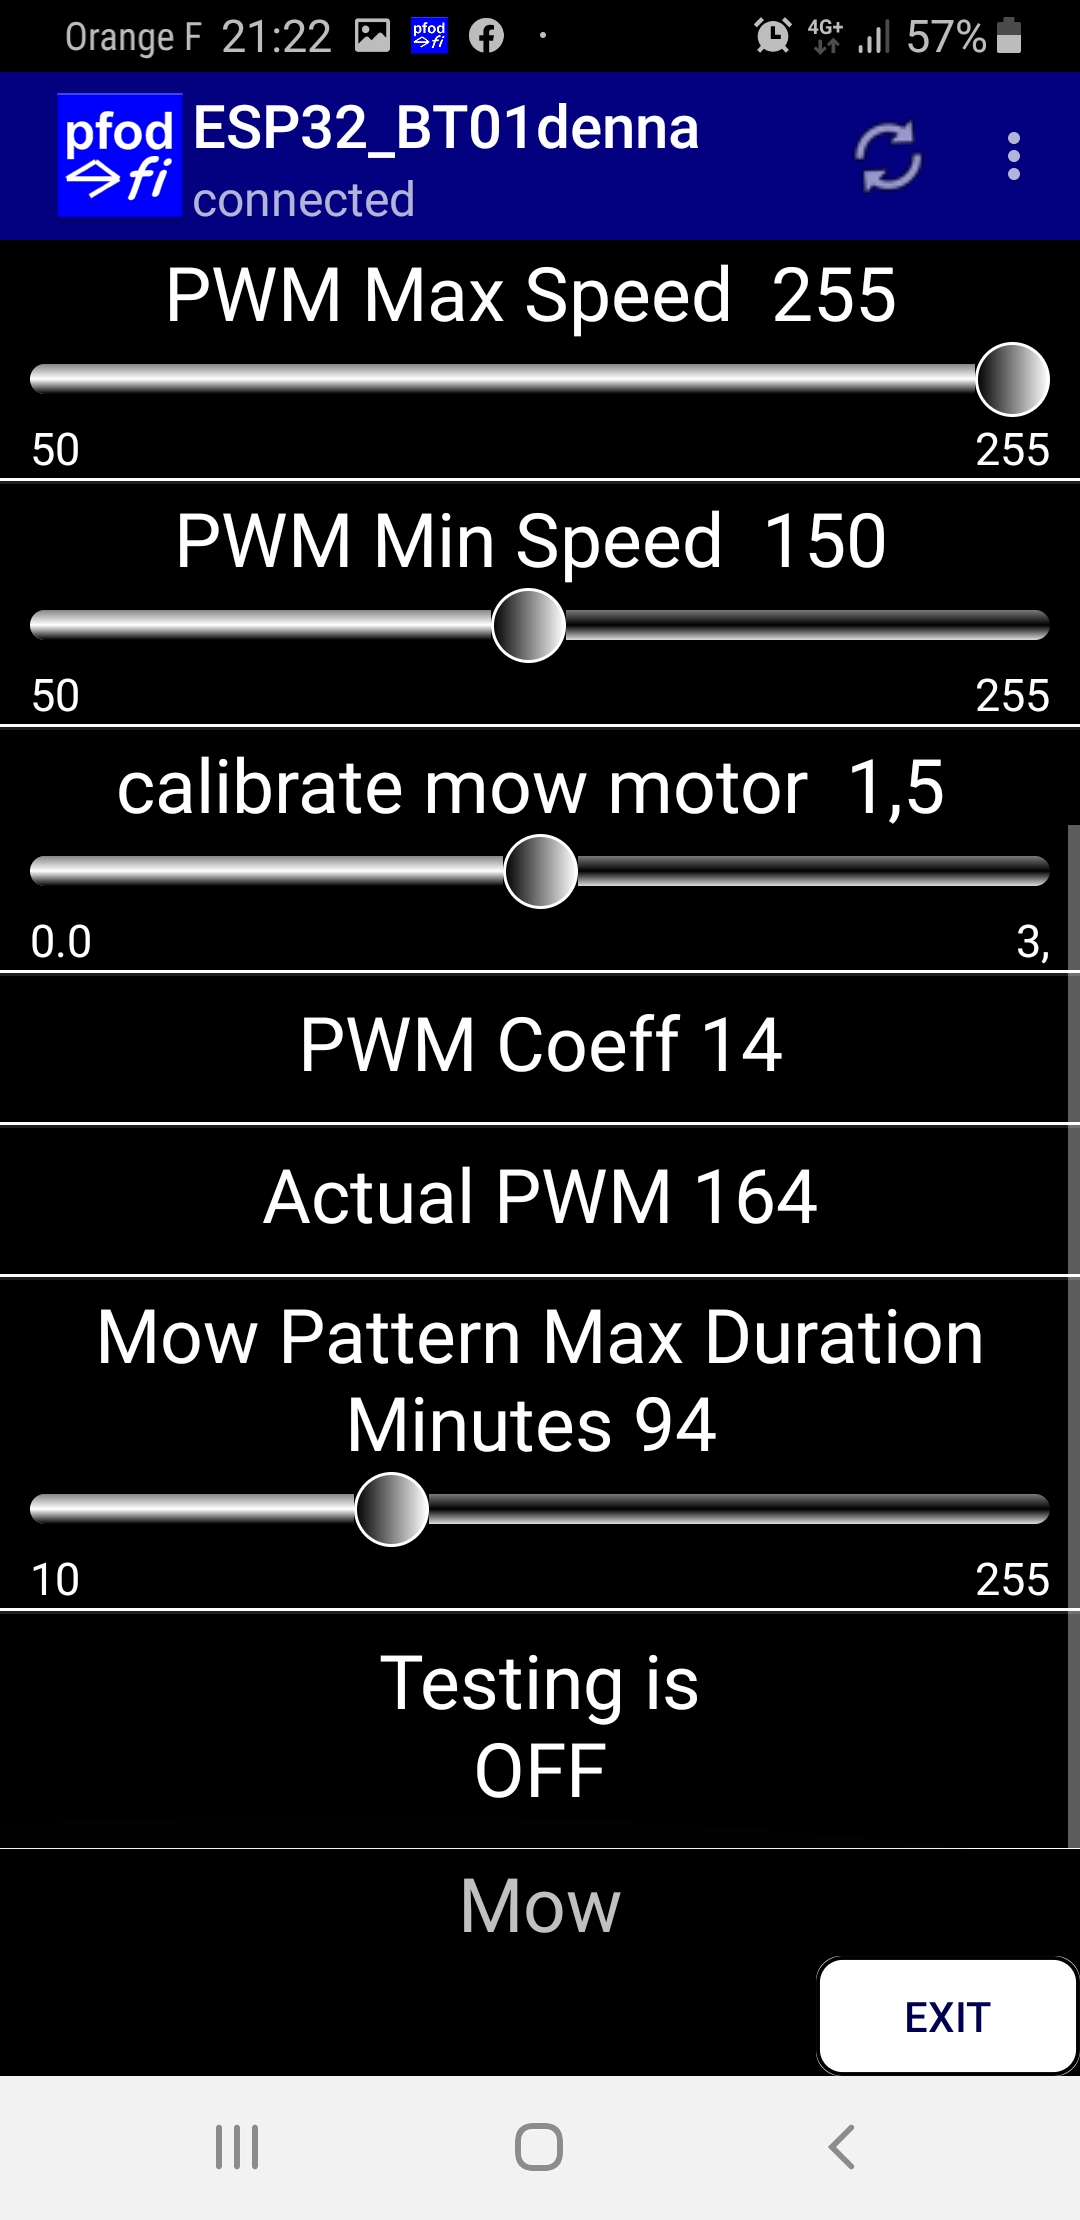 Orange F 21:22 pfod fi 4G+ 57%
pfod
fi
ESP32_BT01denna
connected
PWM Max Speed 255
50 255
PWM Min Speed 150
50 255
calibrate mow motor 1,5
0.0 3,
PWM Coeff 14
Actual PWM 164
Mow Pattern Max Duration
Minutes 94
10 255
Testing is
OFF
Mow
EXIT